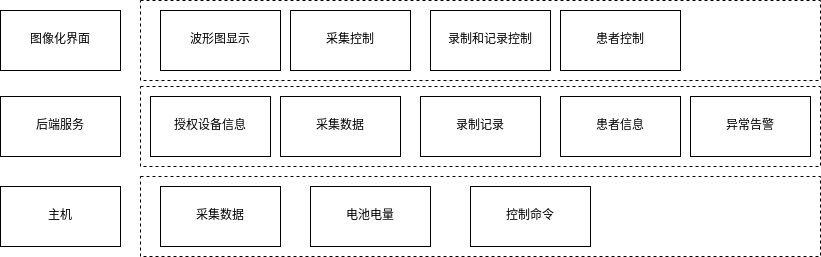 图像化界面
波形图显示
采集控制
录制和记录控制
患者控制
后端服务
授权设备信息
采集数据
录制记录
患者信息
异常告警
主机
采集数据
电池电量
控制命令